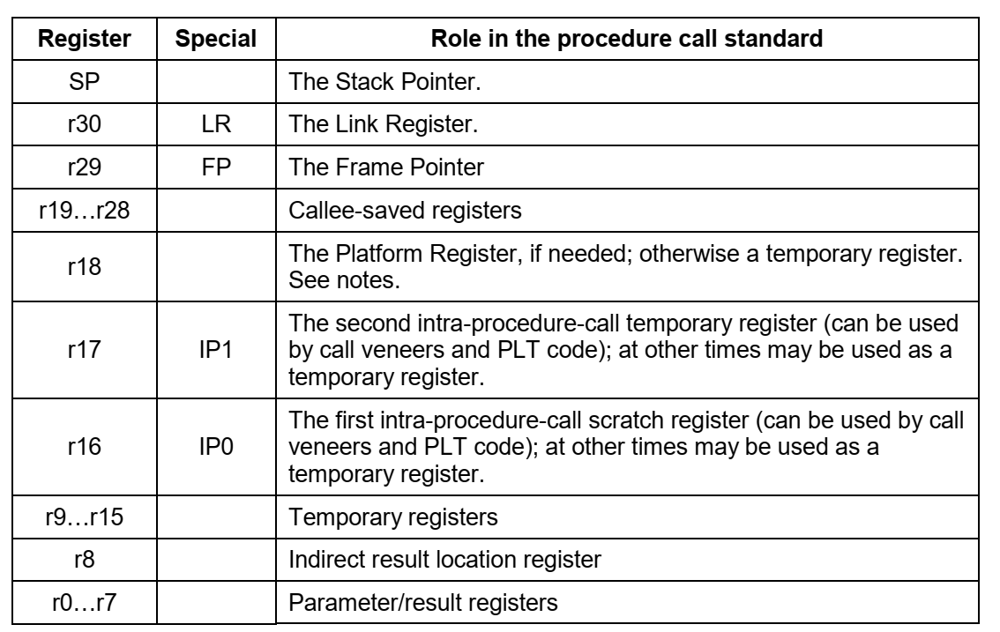 Register Special Role in the procedure call standard
SP The Stack Pointer.
r30 LR The Link Register.
r29 FP The Frame Pointer
r19…r28 Callee-saved registers
r18 The Platform Register, if needed; otherwise a temporary register.
See notes.
r17 IP1 The second intra-procedure-call temporary register (can be used
by call veneers and PLT code); at other times may be used as a
temporary register.
r16 IP0 The first intra-procedure-call scratch register (can be used by call
veneers and PLT code); at other times may be used as a
temporary register.
r9…r15 Temporary registers
r8 Indirect result location register
r0…r7 Parameter/result registers